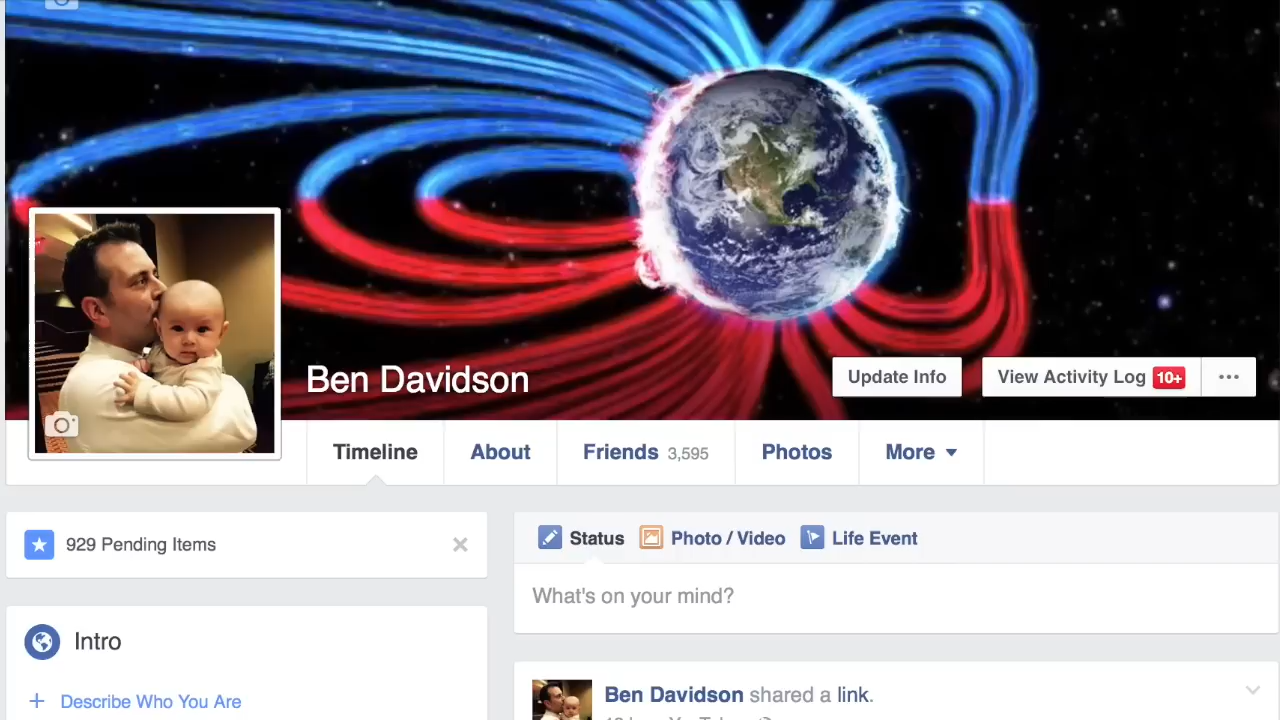 Ben Davidson
Update Info
View Activity Log 10+
Timeline
About
Friends 3,595
Photos
More
929 Pending Items
Status
Photo / Video
Life Event
What's on your mind?
Intro
Describe Who You Are
Ben Davidson shared a link.